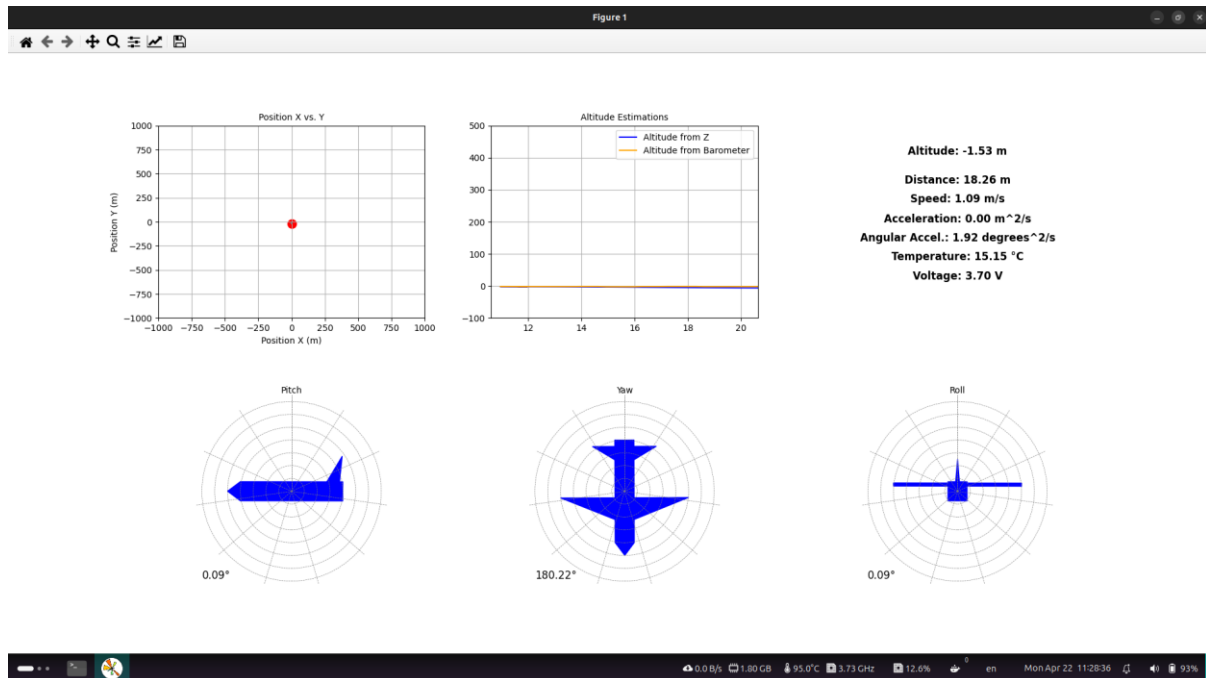 Figure 1
Position X vs. Y
1000
750
500
250
0
−250
−500
−750
−1000
Position Y (m)
−1000 −750 −500 −250 0 250 500 750 1000
Position X (m)
Altitude Estimations
500
400
300
200
100
0
−100
Altitude from Z
Altitude from Barometer
12 14 16 18 20
Altitude: -1.53 m
Distance: 18.26 m
Speed: 1.09 m/s
Acceleration: 0.00 m^2/s
Angular Accel.: 1.92 degrees^2/s
Temperature: 15.15 °C
Voltage: 3.70 V
Pitch
0.09°
Yaw
180.22°
Roll
0.09°
0.0 B/s 1.80 GB 95.0°C 3.73 GHz 12.6% 0 en Mon Apr 22 11:28:36 93%